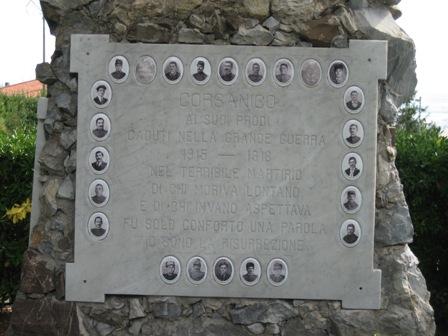 CORSANICO
AI SUOI PRODI
CADUTI NELLA GRANDE GUERRA
1915 — 1918
NEL TERRIBILE MARTIRIO
DI CHI MORIVA LONTANO
E DI CHI INVANO ASPETTAVA
FU SOLO CONFORTO UNA PAROLA
IO SONO LA RISURREZIONE